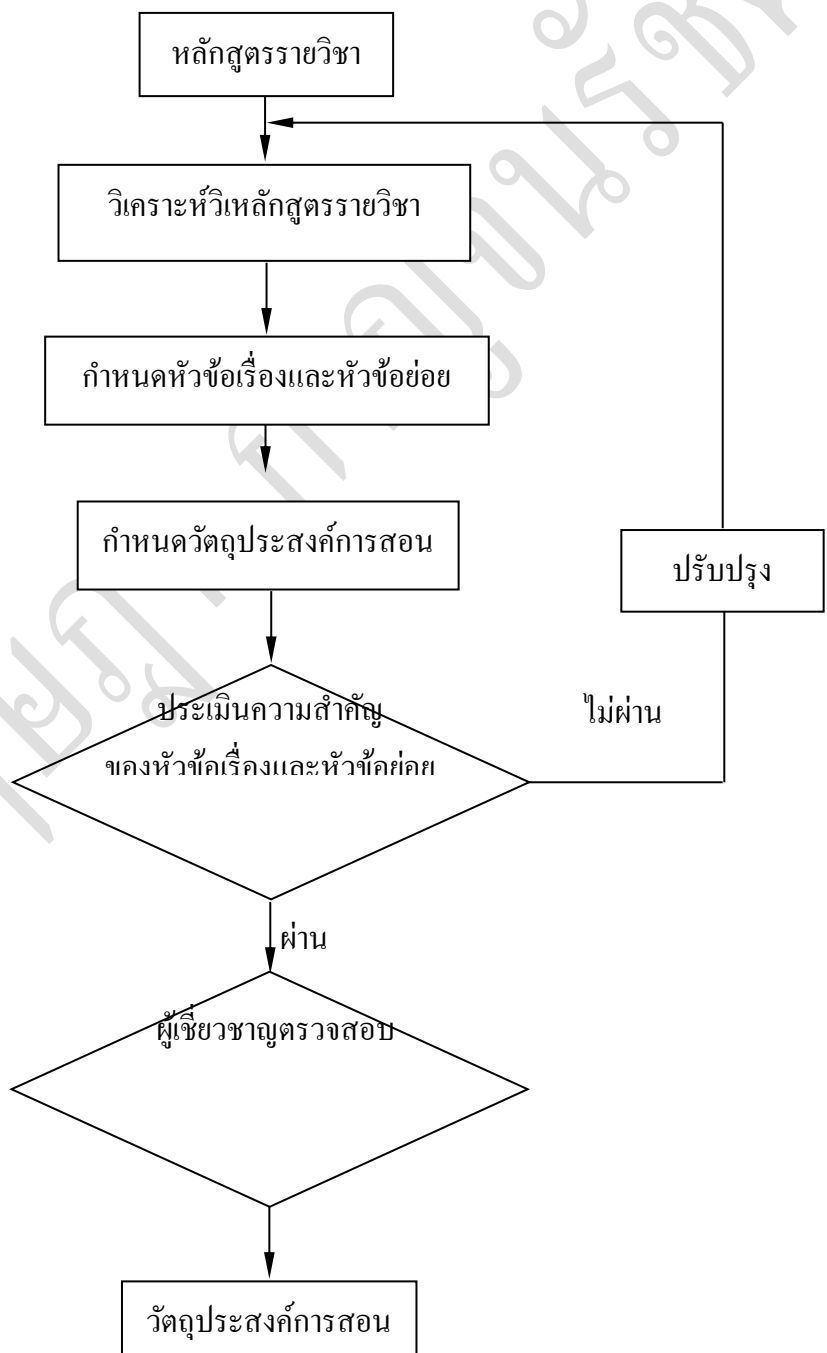 หลักสูตรรายวิชา
วิเคราะห์วิเหลักสูตรรายวิชา
กำหนดหัวข้อเรื่องและหัวข้อย่อย
กำหนดวัตถุประสงค์การสอน
ปรับปรุง
ประเมินความสำคัญ
ไม่ผ่าน
ของหัวข้อเรื่องและหัวข้อย่อย
ผ่าน
ผู้เชี่ยวชาญตรวจสอบ
วัตถุประสงค์การสอน